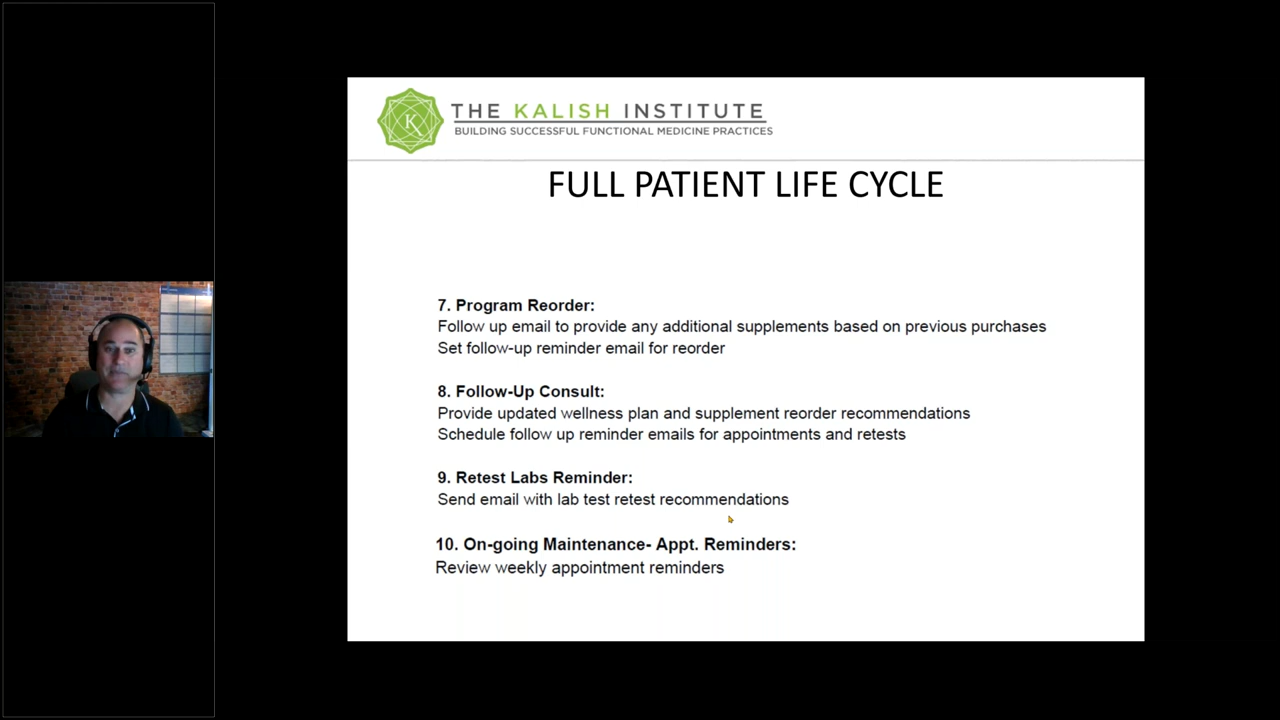 THE KALISH INSTITUTE
BUILDING SUCCESSFUL FUNCTIONAL MEDICINE PRACTICES
FULL PATIENT LIFE CYCLE
7. Program Reorder:
Follow up email to provide any additional supplements based on previous purchases
Set follow-up reminder email for reorder
8. Follow-Up Consult:
Provide updated wellness plan and supplement reorder recommendations
Schedule follow up reminder emails for appointments and retests
9. Retest Labs Reminder:
Send email with lab test retest recommendations
10. On-going Maintenance- Appt. Reminders:
Review weekly appointment reminders